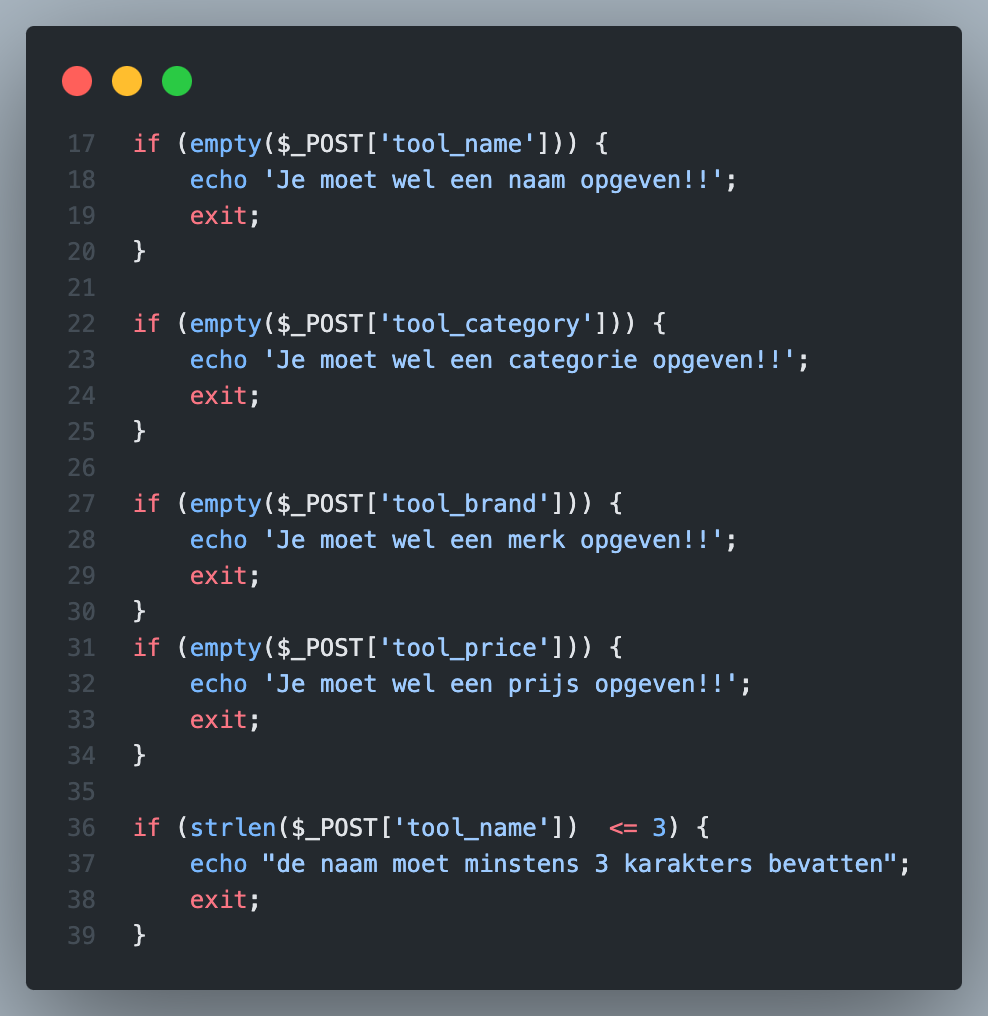 17 if (empty($_POST['tool_name'])) {
18     echo 'Je moet wel een naam opgeven!!';
19     exit;
20 }
21
22 if (empty($_POST['tool_category'])) {
23     echo 'Je moet wel een categorie opgeven!!';
24     exit;
25 }
26
27 if (empty($_POST['tool_brand'])) {
28     echo 'Je moet wel een merk opgeven!!';
29     exit;
30 }
31 if (empty($_POST['tool_price'])) {
32     echo 'Je moet wel een prijs opgeven!!';
33     exit;
34 }
35
36 if (strlen($_POST['tool_name'])  <= 3) {
37     echo "de naam moet minstens 3 karakters bevatten";
38     exit;
39 }